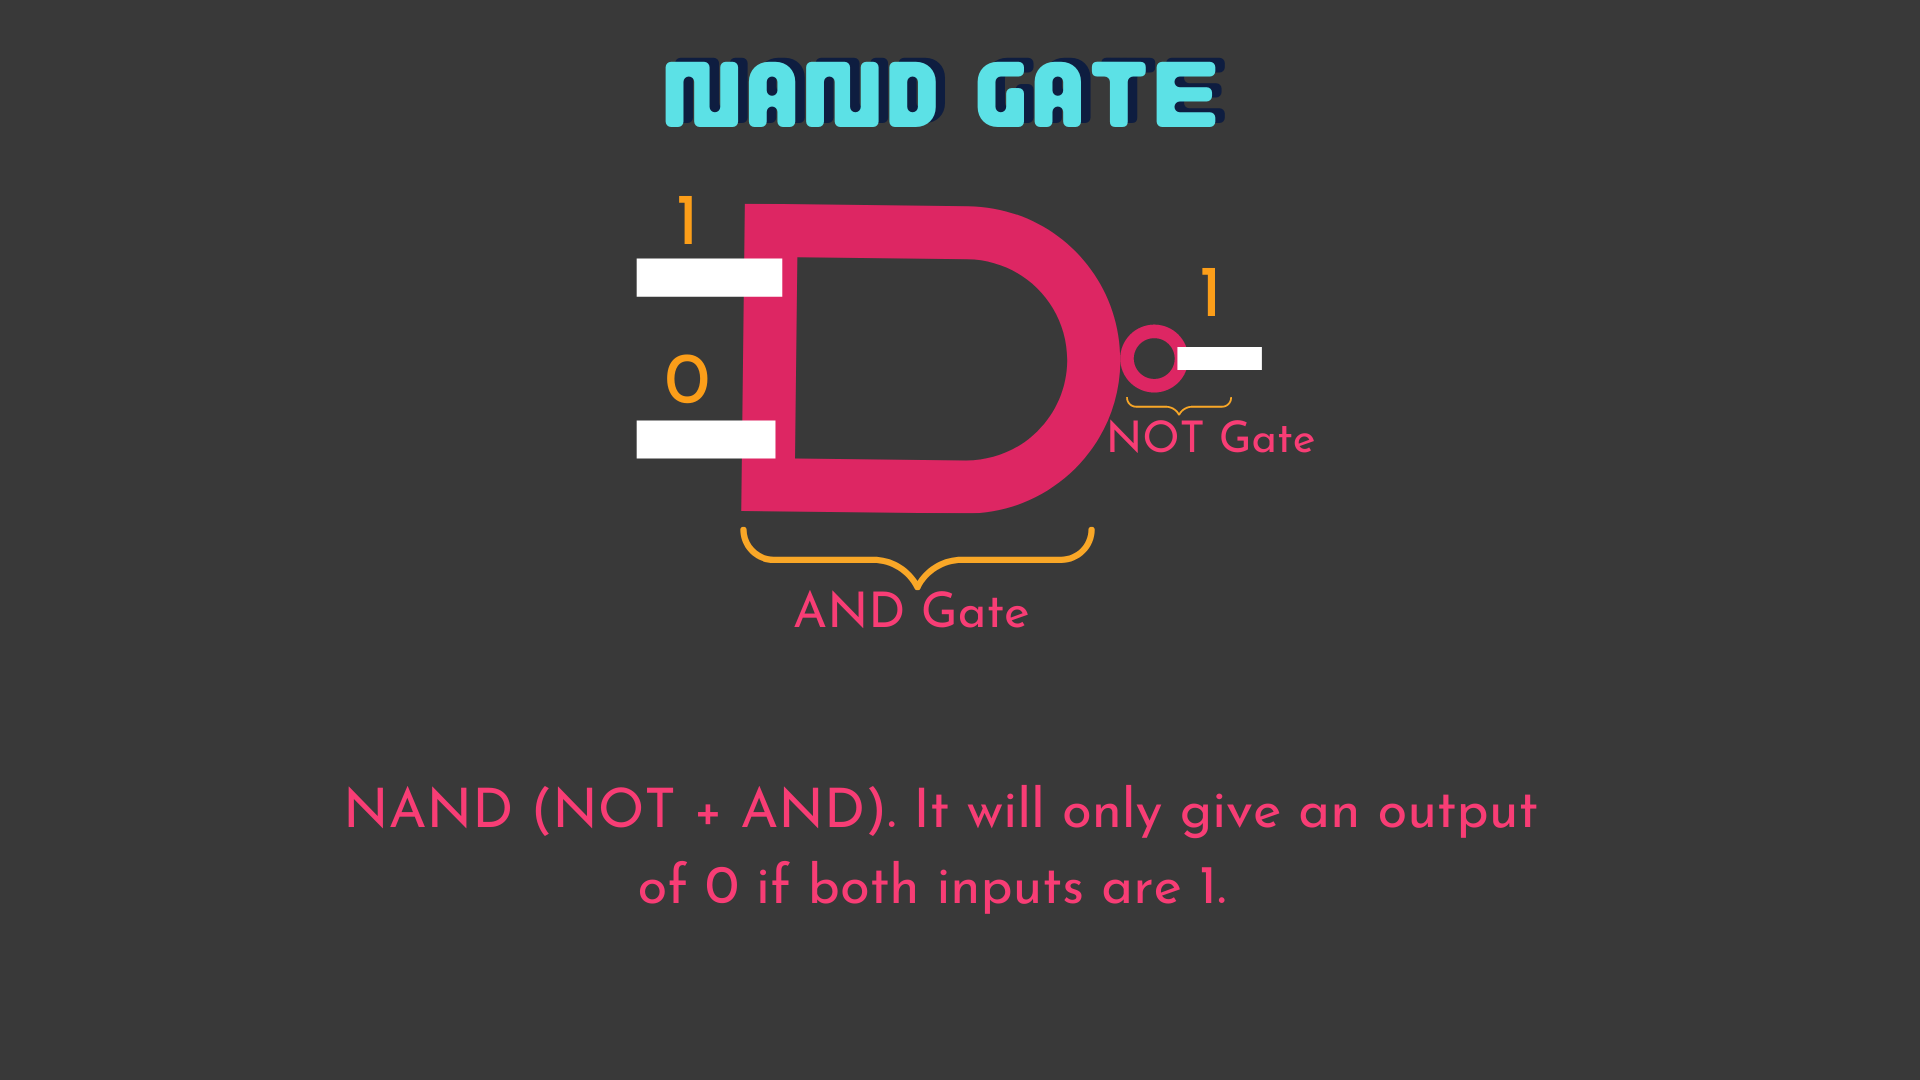 NAND GATE
1
1
0
NOT Gate
AND Gate
NAND (NOT + AND). It will only give an output
of 0 if both inputs are 1.